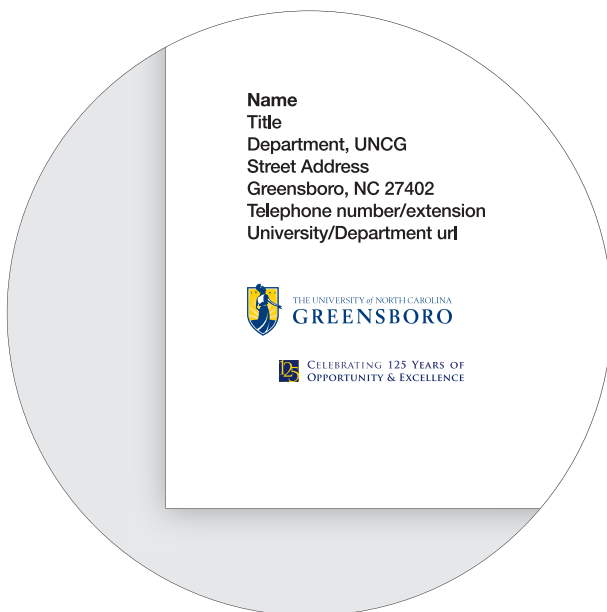 Name
Title
Department, UNCG
Street Address
Greensboro, NC 27402
Telephone number/extension
University/Department url
THE UNIVERSITY of NORTH CAROLINA
GREENSBORO
125
CELEBRATING 125 YEARS OF
OPPORTUNITY & EXCELLENCE